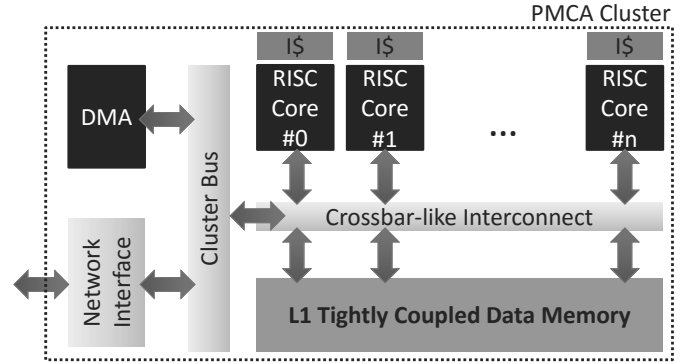 PMCA Cluster
I$
I$
I$
DMA
RISC
Core
#0
RISC
Core
#1
...
RISC
Core
#n
Cluster Bus
Crossbar-like Interconnect
Network
Interface
L1 Tightly Coupled Data Memory